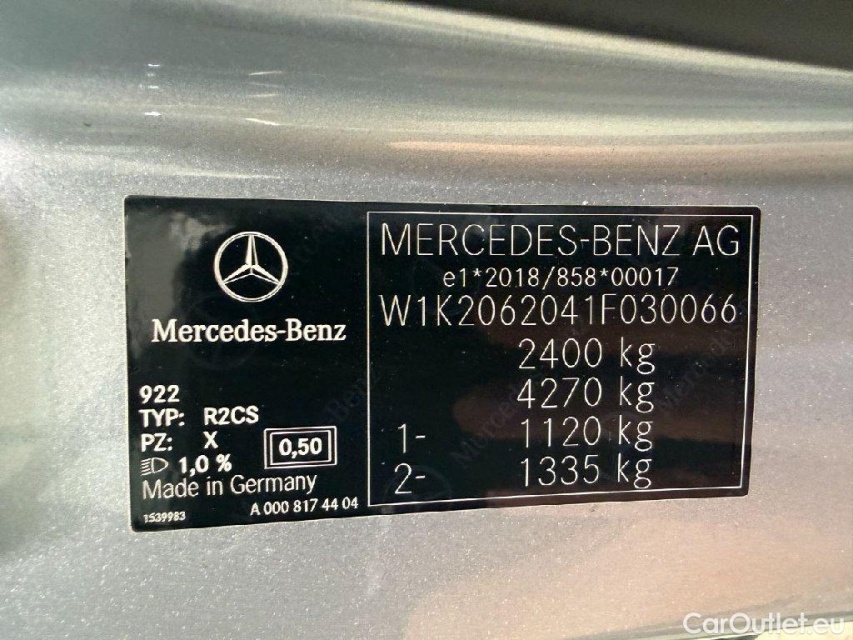 Mercedes-Benz
922
TYP: R2CS
PZ: X
1,0 %
0,50
Made in Germany
1539983
A 000 817 44 04
MERCEDES-BENZ AG
e1*2018/858*00017
W1K2062041F030066
2400 kg
4270 kg
1- 1120 kg
2- 1335 kg
CarOutlet.eu